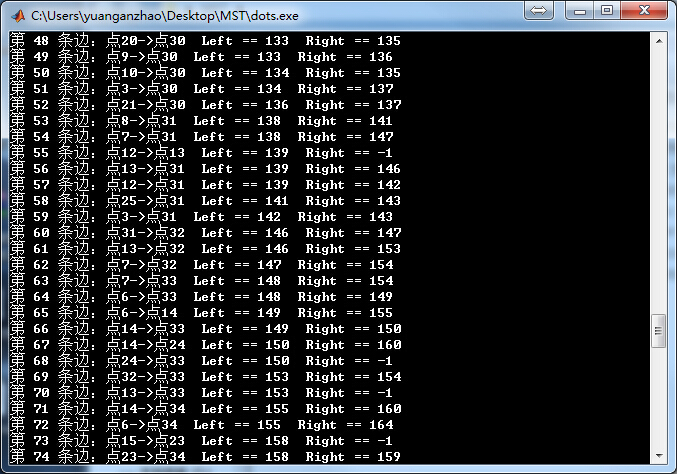 C:\Users\yuanganzhao\Desktop\MST\dots.exe
第 48 条边：点20->点30  Left == 133  Right == 135
第 49 条边：点9->点30  Left == 133  Right == 136
第 50 条边：点10->点30  Left == 134  Right == 135
第 51 条边：点3->点30  Left == 134  Right == 137
第 52 条边：点21->点30  Left == 136  Right == 137
第 53 条边：点8->点31  Left == 138  Right == 141
第 54 条边：点7->点31  Left == 138  Right == 147
第 55 条边：点12->点13  Left == 139  Right == -1
第 56 条边：点13->点31  Left == 139  Right == 146
第 57 条边：点12->点31  Left == 139  Right == 142
第 58 条边：点25->点31  Left == 141  Right == 143
第 59 条边：点3->点31  Left == 142  Right == 143
第 60 条边：点31->点32  Left == 146  Right == 147
第 61 条边：点13->点32  Left == 146  Right == 153
第 62 条边：点7->点32  Left == 147  Right == 154
第 63 条边：点7->点33  Left == 148  Right == 154
第 64 条边：点6->点33  Left == 148  Right == 149
第 65 条边：点6->点14  Left == 149  Right == 155
第 66 条边：点14->点33  Left == 149  Right == 150
第 67 条边：点14->点24  Left == 150  Right == 160
第 68 条边：点24->点33  Left == 150  Right == -1
第 69 条边：点32->点33  Left == 153  Right == 154
第 70 条边：点13->点33  Left == 153  Right == -1
第 71 条边：点14->点34  Left == 155  Right == 160
第 72 条边：点6->点34  Left == 155  Right == 164
第 73 条边：点15->点23  Left == 158  Right == -1
第 74 条边：点23->点34  Left == 158  Right == 159